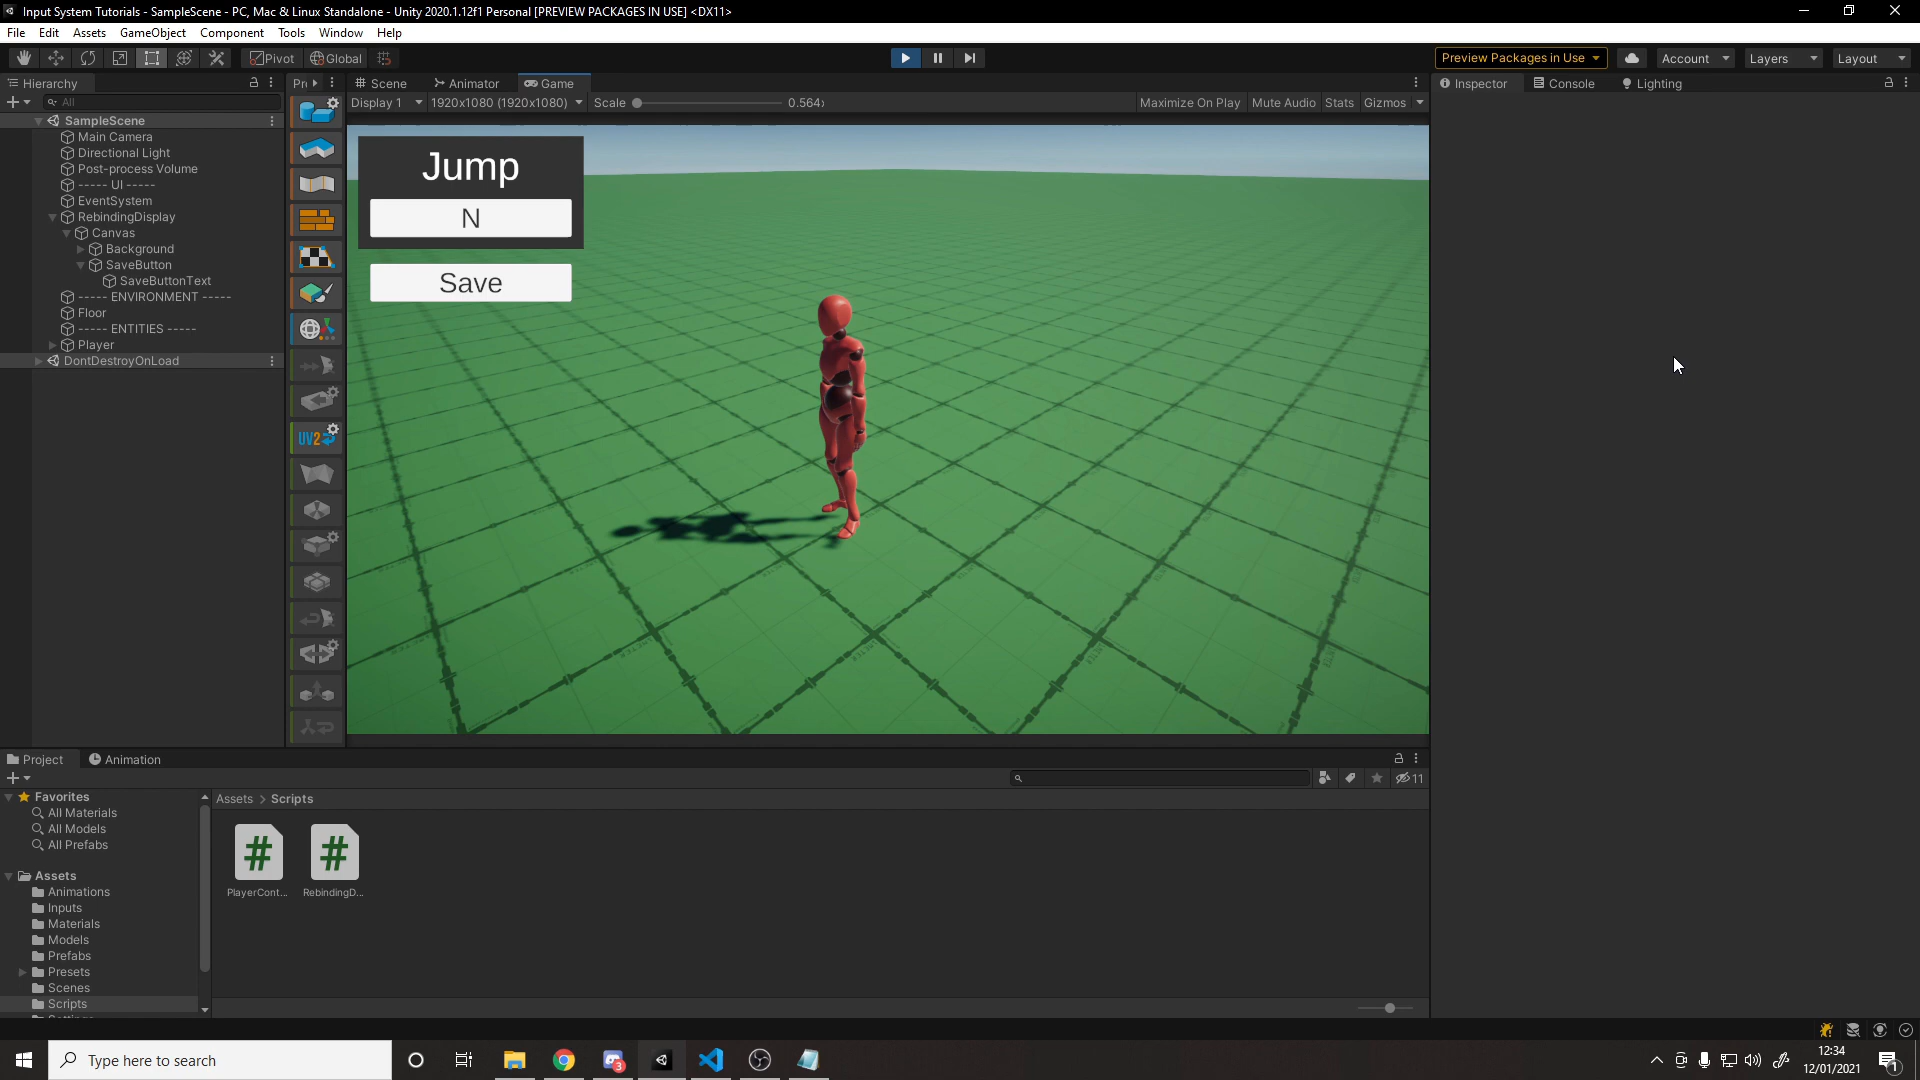 Input System Tutorials - SampleScene - PC, Mac & Linux Standalone - Unity 2020.1.12f1 Personal [PREVIEW PACKAGES IN USE] <DX11>
File Edit Assets GameObject Component Tools Window Help
Pivot Global Preview Packages in Use Account Layers Layout
Hierarchy
All
SampleScene
Main Camera
Directional Light
Post-process Volume
----- UI -----
EventSystem
RebindingDisplay
Canvas
Background
SaveButton
SaveButtonText
----- ENVIRONMENT -----
Floor
----- ENTITIES -----
Player
DontDestroyOnLoad
Pr
UV2
Scene Animator Game
Display 1 1920x1080 (1920x1080) Scale 0.564 Maximize On Play Mute Audio Stats Gizmos
Jump
N
Save
Inspector Console Lighting
Project Animation
11
Favorites
All Materials
All Models
All Prefabs
Assets
Animations
Inputs
Materials
Models
Prefabs
Presets
Scenes
Scripts
Assets > Scripts
#
PlayerCont...
#
RebindingD...
Type here to search
3
12:34
12/01/2021
1